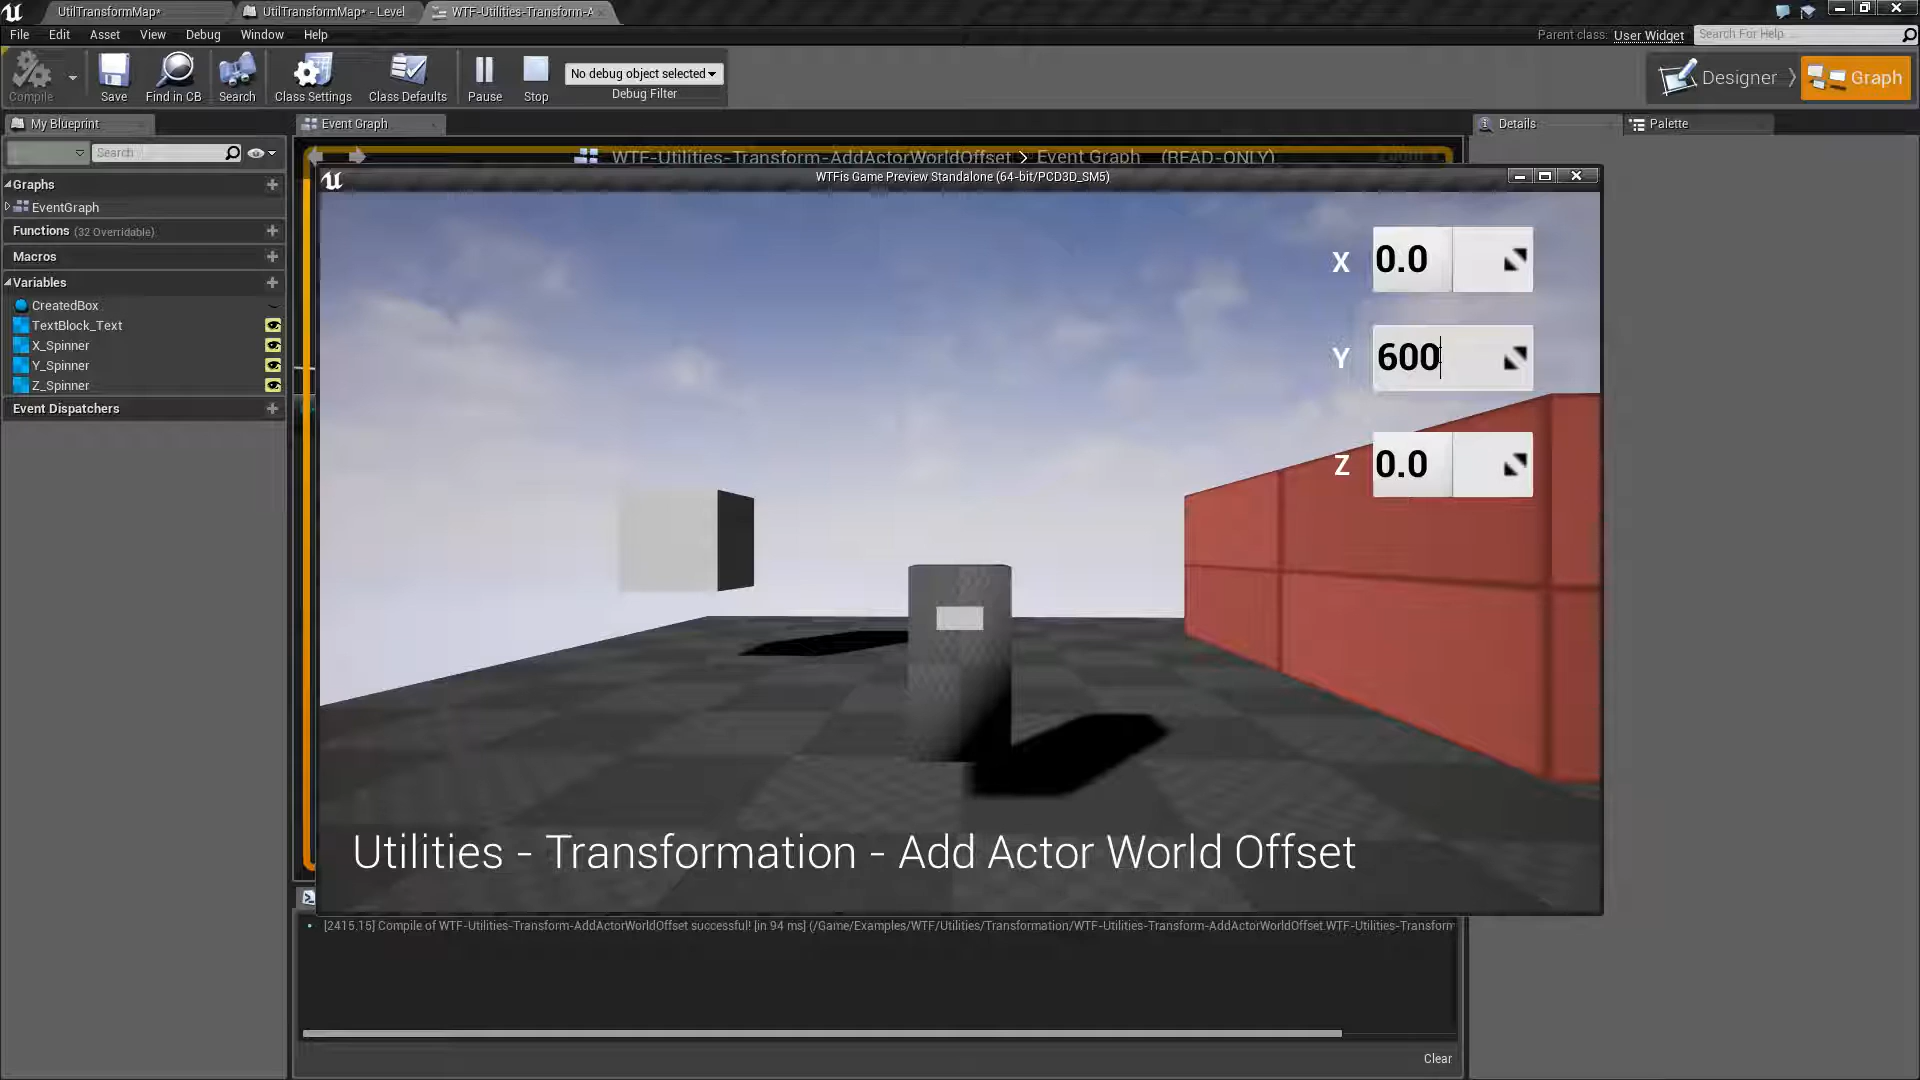 UtilTransformMap*
UtilTransformMap* - Level
WTF-Utilities-Transform-A
File Edit Asset View Debug Window Help
Parent class: User Widget
Search For Help
Compile
Save
Find in CB
Search
Class Settings
Class Defaults
Pause
Stop
No debug object selected
Debug Filter
Designer
Graph
My Blueprint
Event Graph
Details
Palette
Search
WTF-Utilities-Transform-AddActorWorldOffset > Event Graph (READ-ONLY)
WTFis Game Preview Standalone (64-bit/PCD3D_SM5)
Graphs
EventGraph
Functions (32 Overridable)
Macros
Variables
CreatedBox
TextBlock_Text
X_Spinner
Y_Spinner
Z_Spinner
Event Dispatchers
X 0.0
Y 600
Z 0.0
Utilities - Transformation - Add Actor World Offset
[2415.15] Compile of WTF-Utilities-Transform-AddActorWorldOffset successful! [in 94 ms] (/Game/Examples/WTF/Utilities/Transformation/WTF-Utilities-Transform-AddActorWorldOffset.WTF-Utilities-Transform
Clear